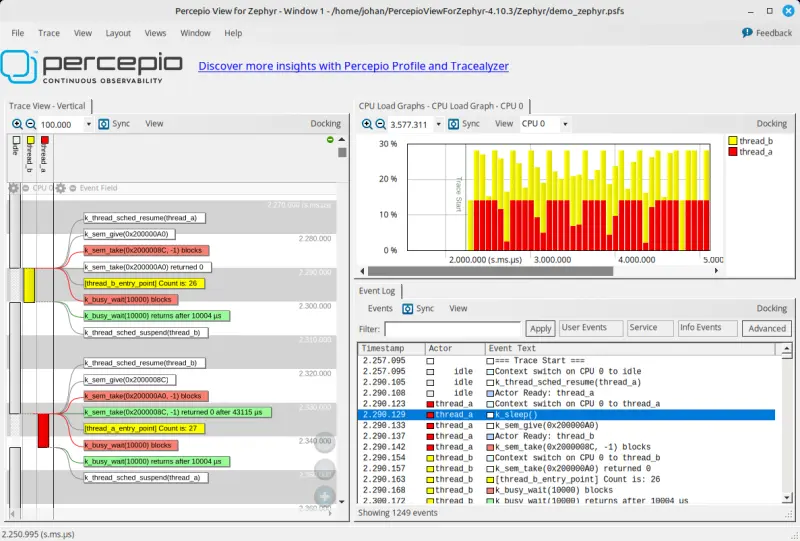 Percepio View for Zephyr - Window 1 - /home/johan/PercepioViewForZephyr-4.10.3/Zephyr/demo_zephyr.psfs
File Trace View Layout Views Window Help Feedback
percepio
CONTINUOUS OBSERVABILITY
Discover more insights with Percepio Profile and Tracealyzer
Trace View - Vertical
100.000 Sync View Docking
idle
thread_b
thread_a
CPU 0 Event Field
k_thread_sched_resume(thread_a)
k_sem_give(0x200000A0)
2.280.000
k_sem_take(0x2000008C, -1) blocks
k_sem_take(0x200000A0) returned 0
2.290.000
[thread_b_entry_point] Count is: 26
k_busy_wait(10000) blocks
2.300.000
k_busy_wait(10000) returns after 10004 µs
k_thread_sched_suspend(thread_b)
2.310.000
k_thread_sched_resume(thread_b)
2.320.000
k_sem_give(0x2000008C)
k_sem_take(0x200000A0, -1) blocks
2.330.000
k_sem_take(0x2000008C, -1) returned 0 after 43115 µs
[thread_a_entry_point] Count is: 27
2.340.000
k_busy_wait(10000) blocks
k_busy_wait(10000) returns after 10004 µs
k_thread_sched_suspend(thread_a)
2.360.000
CPU Load Graphs - CPU Load Graph - CPU 0
3.577.311 Sync View CPU 0 Docking
30 %
20 %
10 %
0 %
Trace Start
2.000.000 (s.ms.µs) 3.000.000 4.000.000 5.000
thread_b
thread_a
Event Log
Events Sync View Docking
Filter: Apply User Events Service Info Events Advanced
Timestamp Actor Event Text
2.257.095 === Trace Start ===
2.257.095 idle Context switch on CPU 0 to idle
2.290.105 idle k_thread_sched_resume(thread_a)
2.290.108 idle Actor Ready: thread_a
2.290.123 thread_a Context switch on CPU 0 to thread_a
2.290.129 thread_a k_sleep()
2.290.133 thread_a k_sem_give(0x200000A0)
2.290.137 thread_a Actor Ready: thread_b
2.290.142 thread_a k_sem_take(0x2000008C, -1) blocks
2.290.154 thread_b Context switch on CPU 0 to thread_b
2.290.157 thread_b k_sem_take(0x200000A0) returned 0
2.290.163 thread_b [thread_b_entry_point] Count is: 26
2.290.168 thread_b k_busy_wait(10000) blocks
2.300.172 thread_b k_busy_wait(10000) returns after 10004 µs
Showing 1249 events
2.250.995 (s.ms.µs)